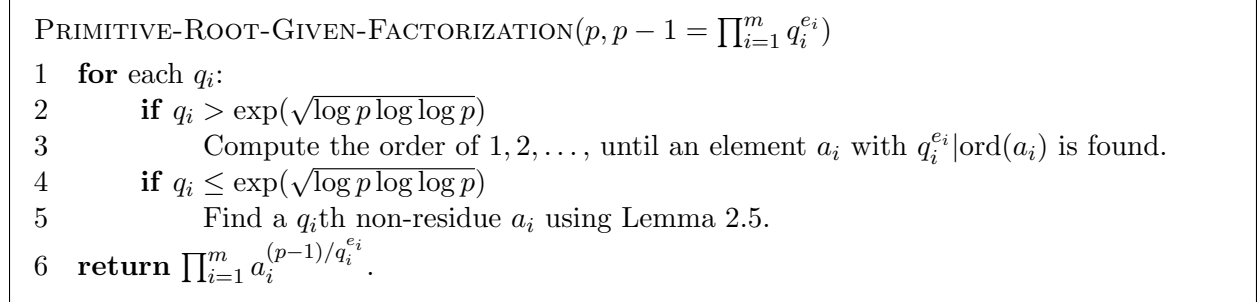 PRIMITIVE-ROOT-GIVEN-FACTORIZATION(p, p − 1 = ∏_{i=1}^{m} q_i^{e_i})
1 for each q_i:
2 if q_i > exp(√(log p log log p))
3 Compute the order of 1, 2, . . . , until an element a_i with q_i^{e_i}|ord(a_i) is found.
4 if q_i ≤ exp(√(log p log log p))
5 Find a q_ith non-residue a_i using Lemma 2.5.
6 return ∏_{i=1}^{m} a_i^{(p−1)/q_i^{e_i}}.